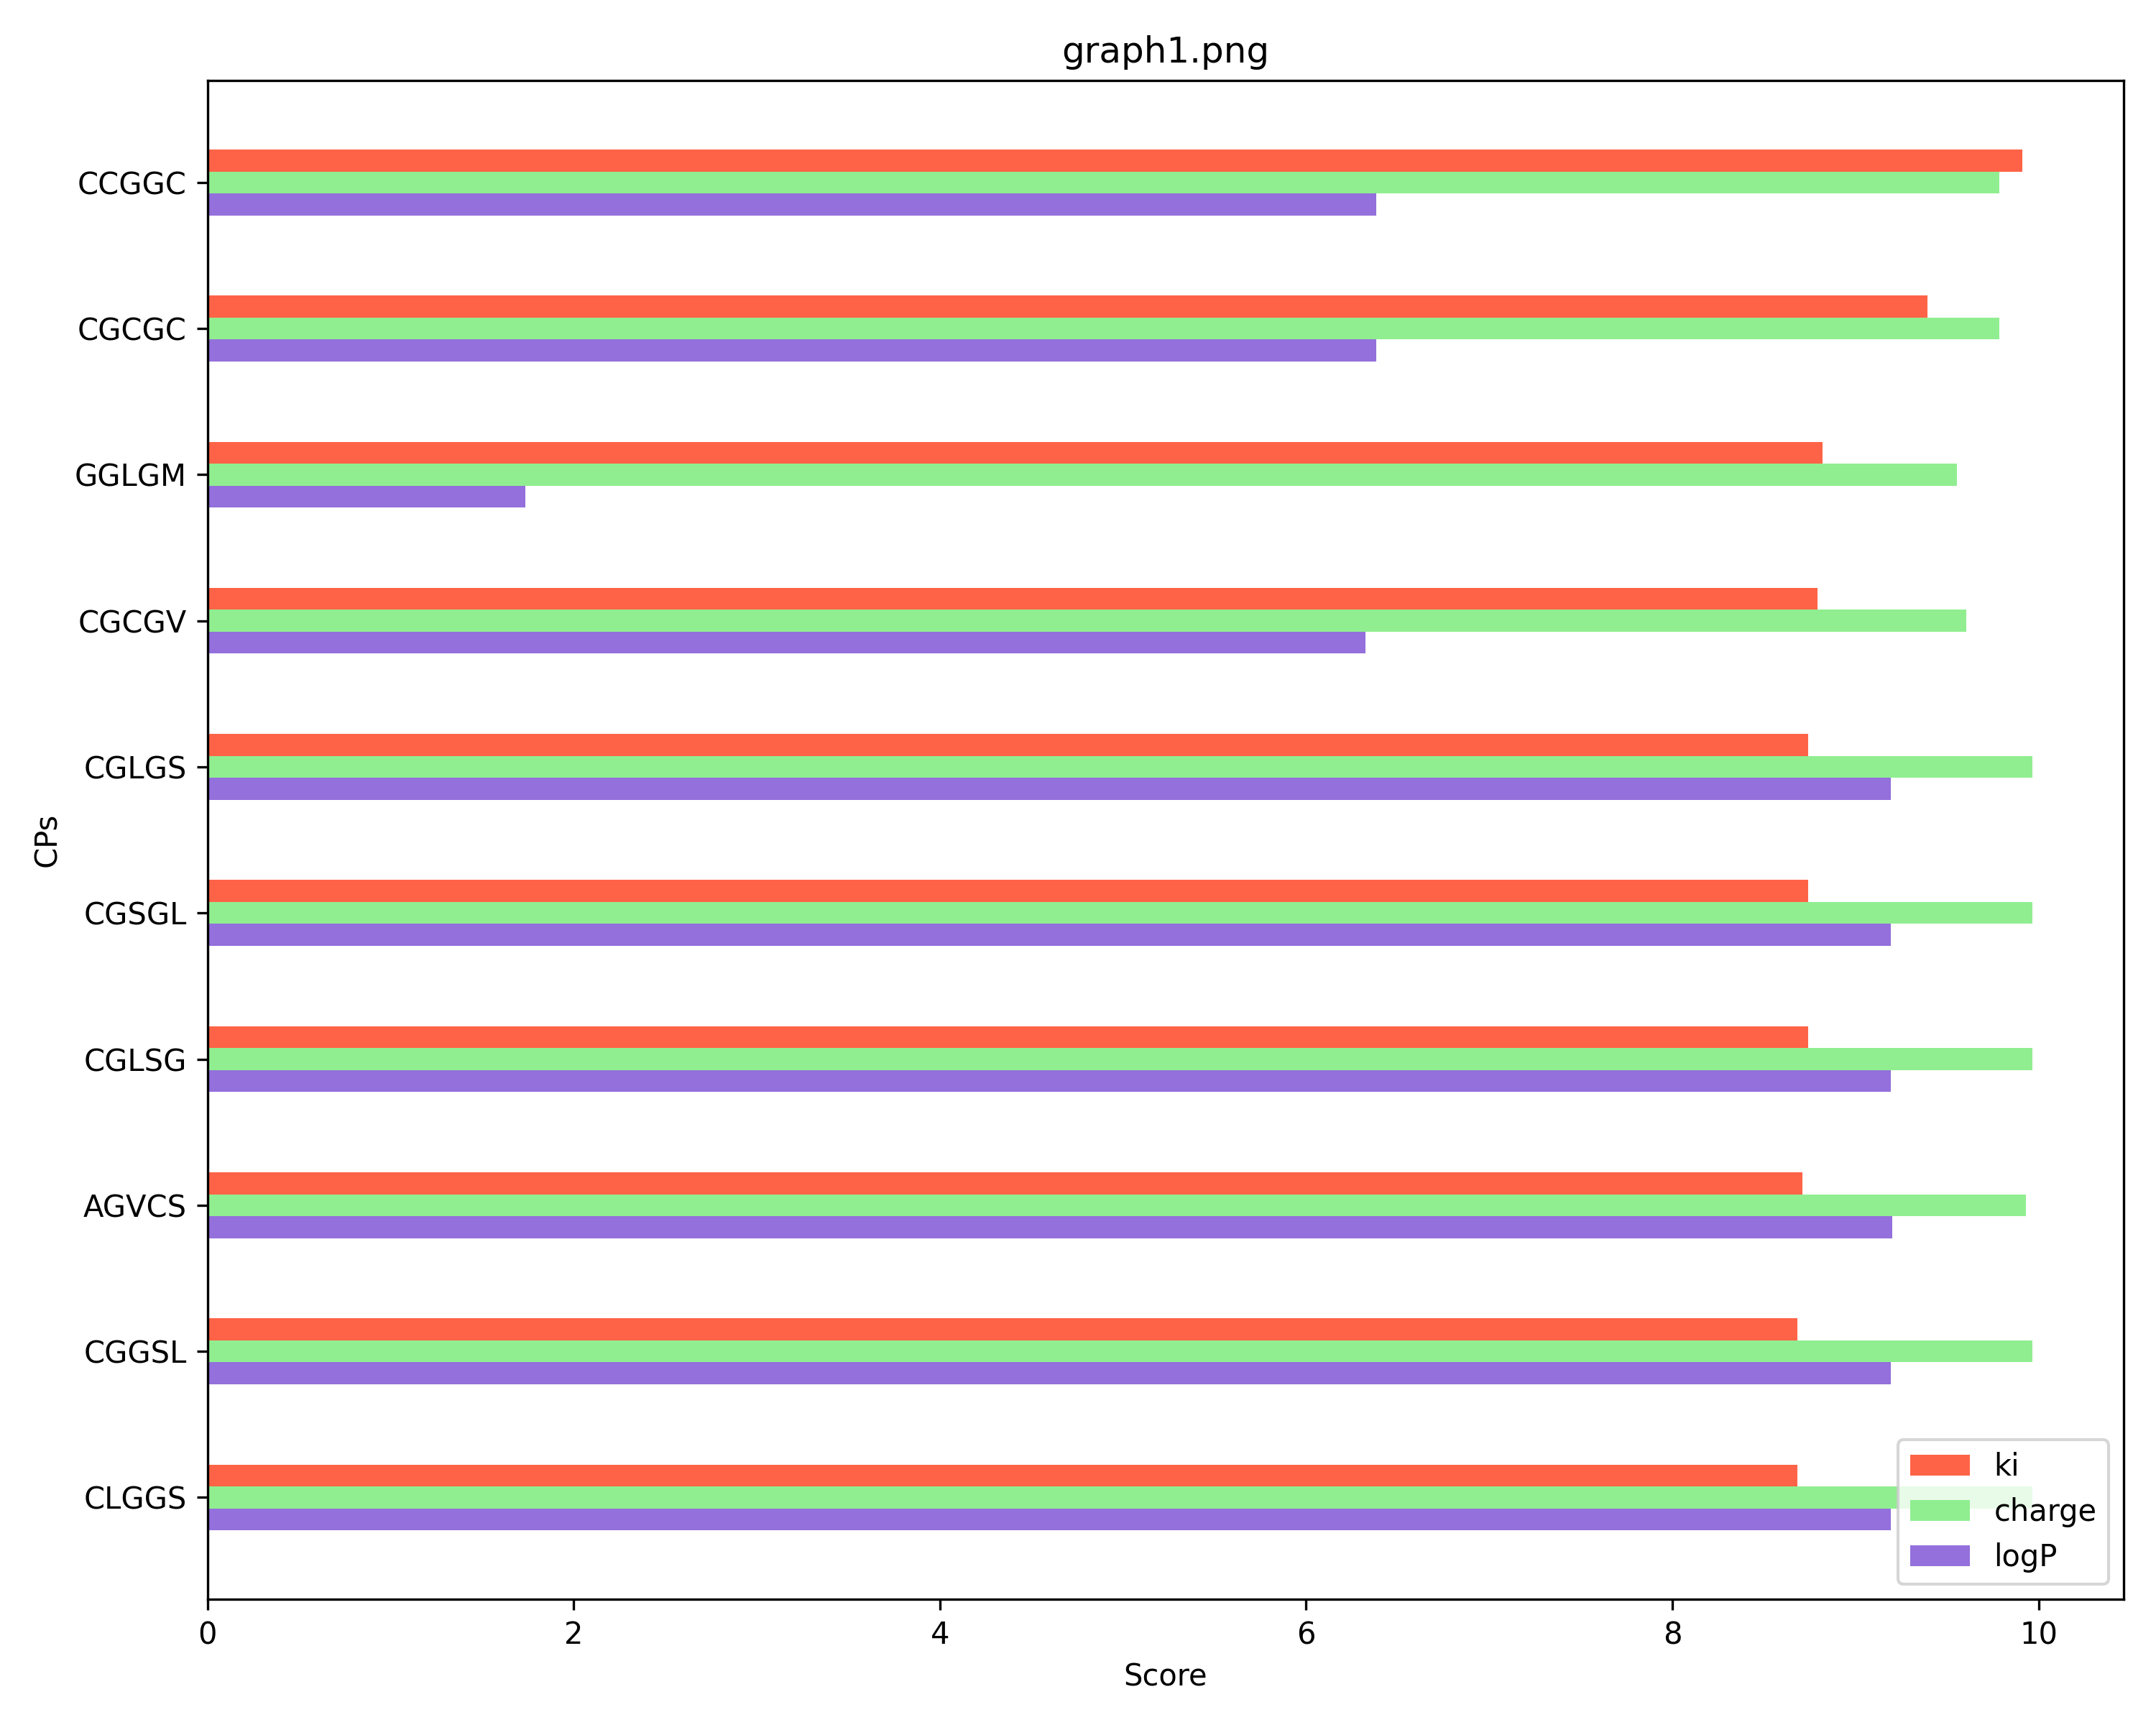 graph1.png
CCGGC
CGCGC
GGLGM
CGCGV
CGLGS
CPs
CGSGL
CGLSG
AGVCS
CGGSL
CLGGS
ki
charge
logP
0 2 4 6 8 10
Score